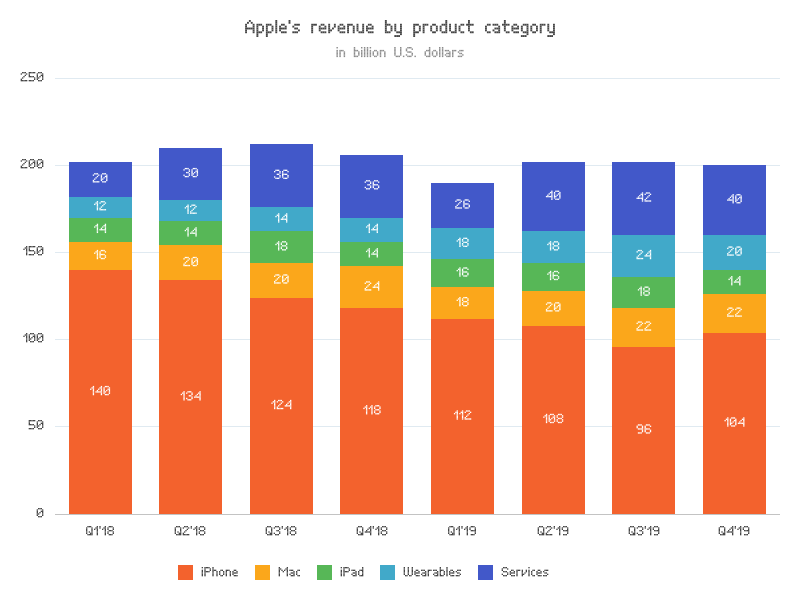 Apple's revenue by product category
in billion U.S. dollars
250
200
150
100
50
0
20 30 36 36 26 40 42 40
12 12 14 14 18 18 24 20
14 14 18 14 16 16 18 14
16 20 20 24 18 20 22 22
140 134 124 118 112 108 96 104
Q1'18 Q2'18 Q3'18 Q4'18 Q1'19 Q2'19 Q3'19 Q4'19
iPhone Mac iPad Wearables Services